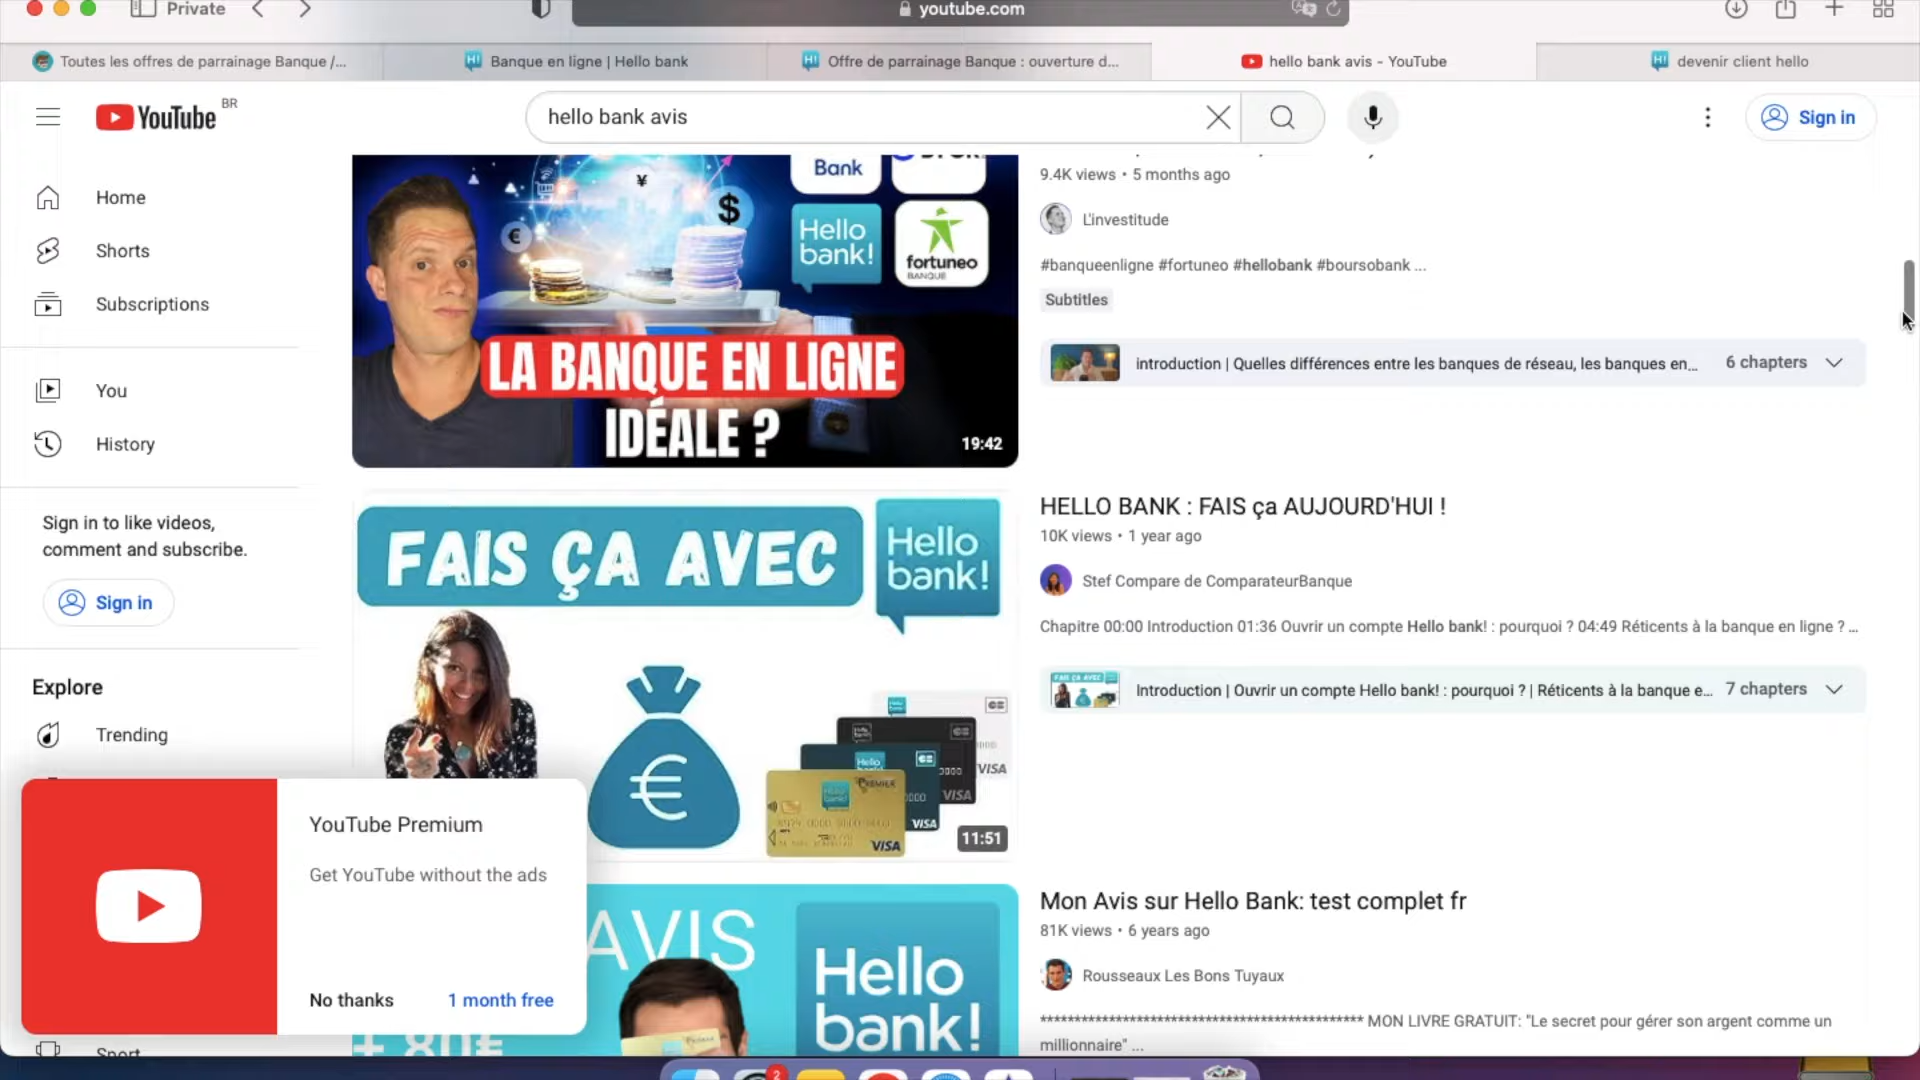 Private
youtube.com
Toutes les offres de parrainage Banque /...
Banque en ligne | Hello bank
Offre de parrainage Banque : ouverture d...
hello bank avis - YouTube
devenir client hello
YouTube BR
hello bank avis
Sign in
Home
Shorts
Subscriptions
You
History
Sign in to like videos,
comment and subscribe.
Sign in
Explore
Trending
Sport
Bank
Hello
bank!
fortuneo
BANQUE
LA BANQUE EN LIGNE
IDÉALE ?
19:42
9.4K views • 5 months ago
L'investitude
#banqueenligne #fortuneo #hellobank #boursobank ...
Subtitles
introduction | Quelles différences entre les banques de réseau, les banques en...
6 chapters
FAIS ÇA AVEC
Hello
bank!
€
PREMIER
VISA
VISA
VISA
VISA
11:51
HELLO BANK : FAIS ça AUJOURD'HUI !
10K views • 1 year ago
Stef Compare de ComparateurBanque
Chapitre 00:00 Introduction 01:36 Ouvrir un compte Hello bank! : pourquoi ? 04:49 Réticents à la banque en ligne ? ...
Introduction | Ouvrir un compte Hello bank! : pourquoi ? | Réticents à la banque e...
7 chapters
AVIS
Hello
bank!
+ 80€
Mon Avis sur Hello Bank: test complet fr
81K views • 6 years ago
Rousseaux Les Bons Tuyaux
*********************************************** MON LIVRE GRATUIT: "Le secret pour gérer son argent comme un
millionnaire" ...
YouTube Premium
Get YouTube without the ads
No thanks
1 month free
2